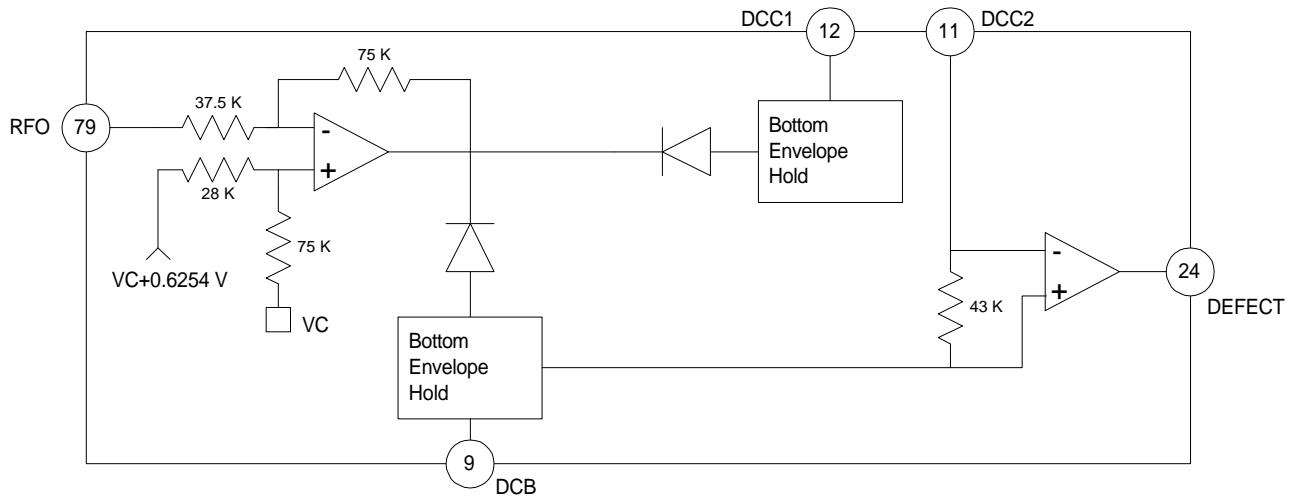 DCC1
12
11
DCC2
75 K
RFO
79
37.5 K
-
+
28 K
Bottom
Envelope
Hold
75 K
VC+0.6254 V
VC
-
+
24
DEFECT
43 K
Bottom
Envelope
Hold
9
DCB